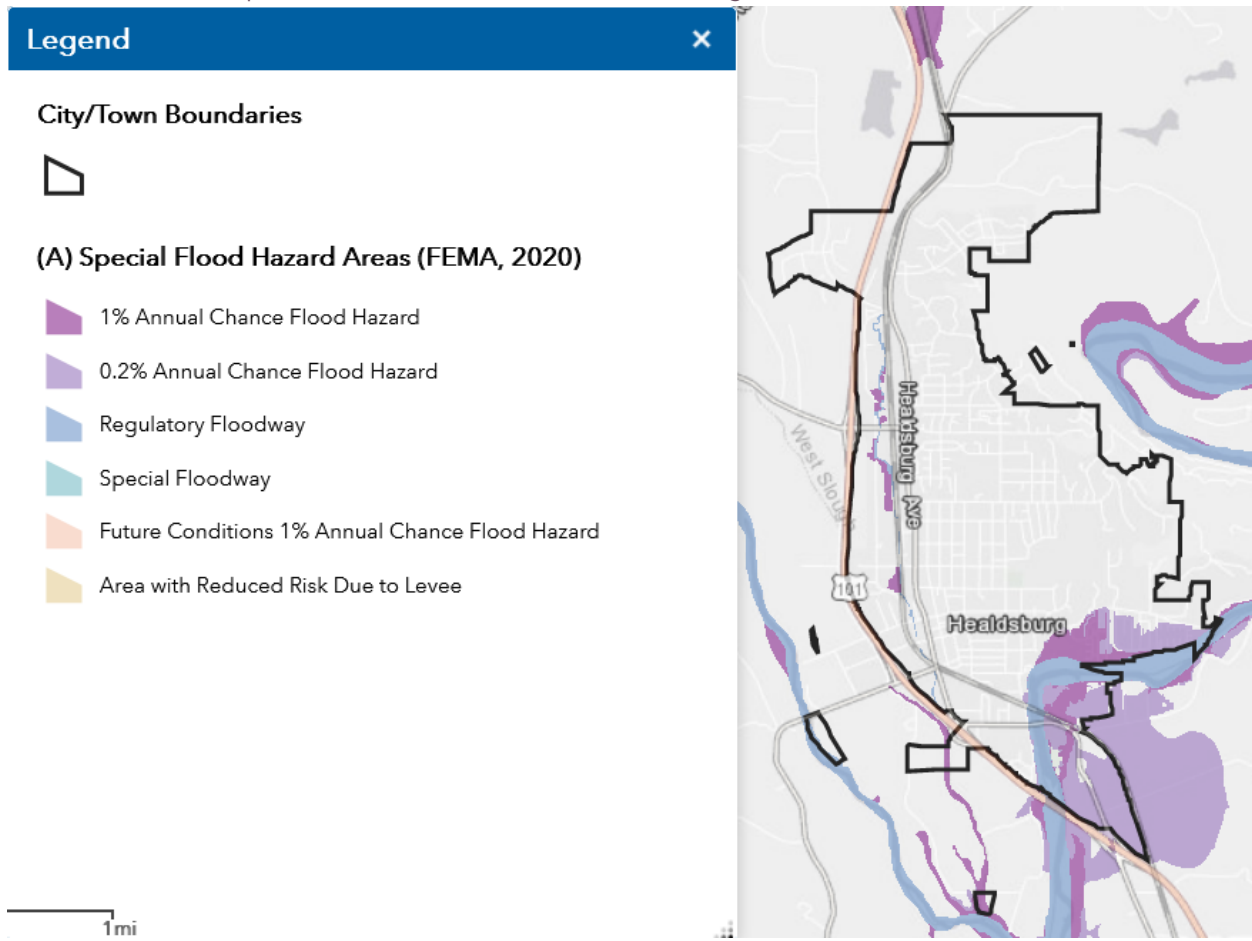 Legend
City/Town Boundaries
(A) Special Flood Hazard Areas (FEMA, 2020)
1% Annual Chance Flood Hazard
0.2% Annual Chance Flood Hazard
Regulatory Floodway
Special Floodway
Future Conditions 1% Annual Chance Flood Hazard
Area with Reduced Risk Due to Levee
1mi
Healdsburg Ave
West Slough
101
Healdsburg